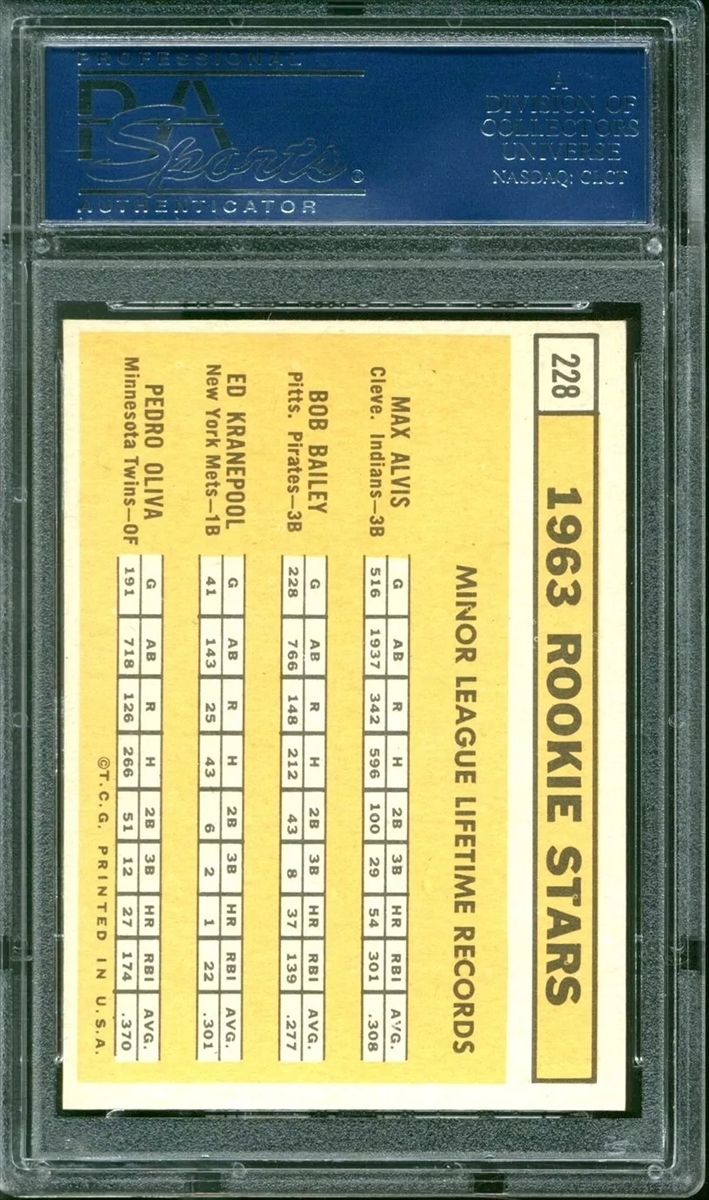 PROFESSIONAL
PSA
Sports®
AUTHENTICATOR
A
DIVISION OF
COLLECTORS
UNIVERSE
NASDAQ: CLCT
228 1963 ROOKIE STARS
MINOR LEAGUE LIFETIME RECORDS
MAX ALVIS G AB R H 2B 3B HR RBI AVG.
Cleve. Indians—3B 516 1937 342 596 100 29 54 301 .308
BOB BAILEY G AB R H 2B 3B HR RBI AVG.
Pitts. Pirates—3B 228 766 148 212 43 8 37 139 .277
ED KRANEPOOL G AB R H 2B 3B HR RBI AVG.
New York Mets—1B 41 143 25 43 6 2 1 22 .301
PEDRO OLIVA G AB R H 2B 3B HR RBI AVG.
Minnesota Twins—OF 191 718 126 266 51 12 27 174 .370
©T.C.G. PRINTED IN U.S.A.